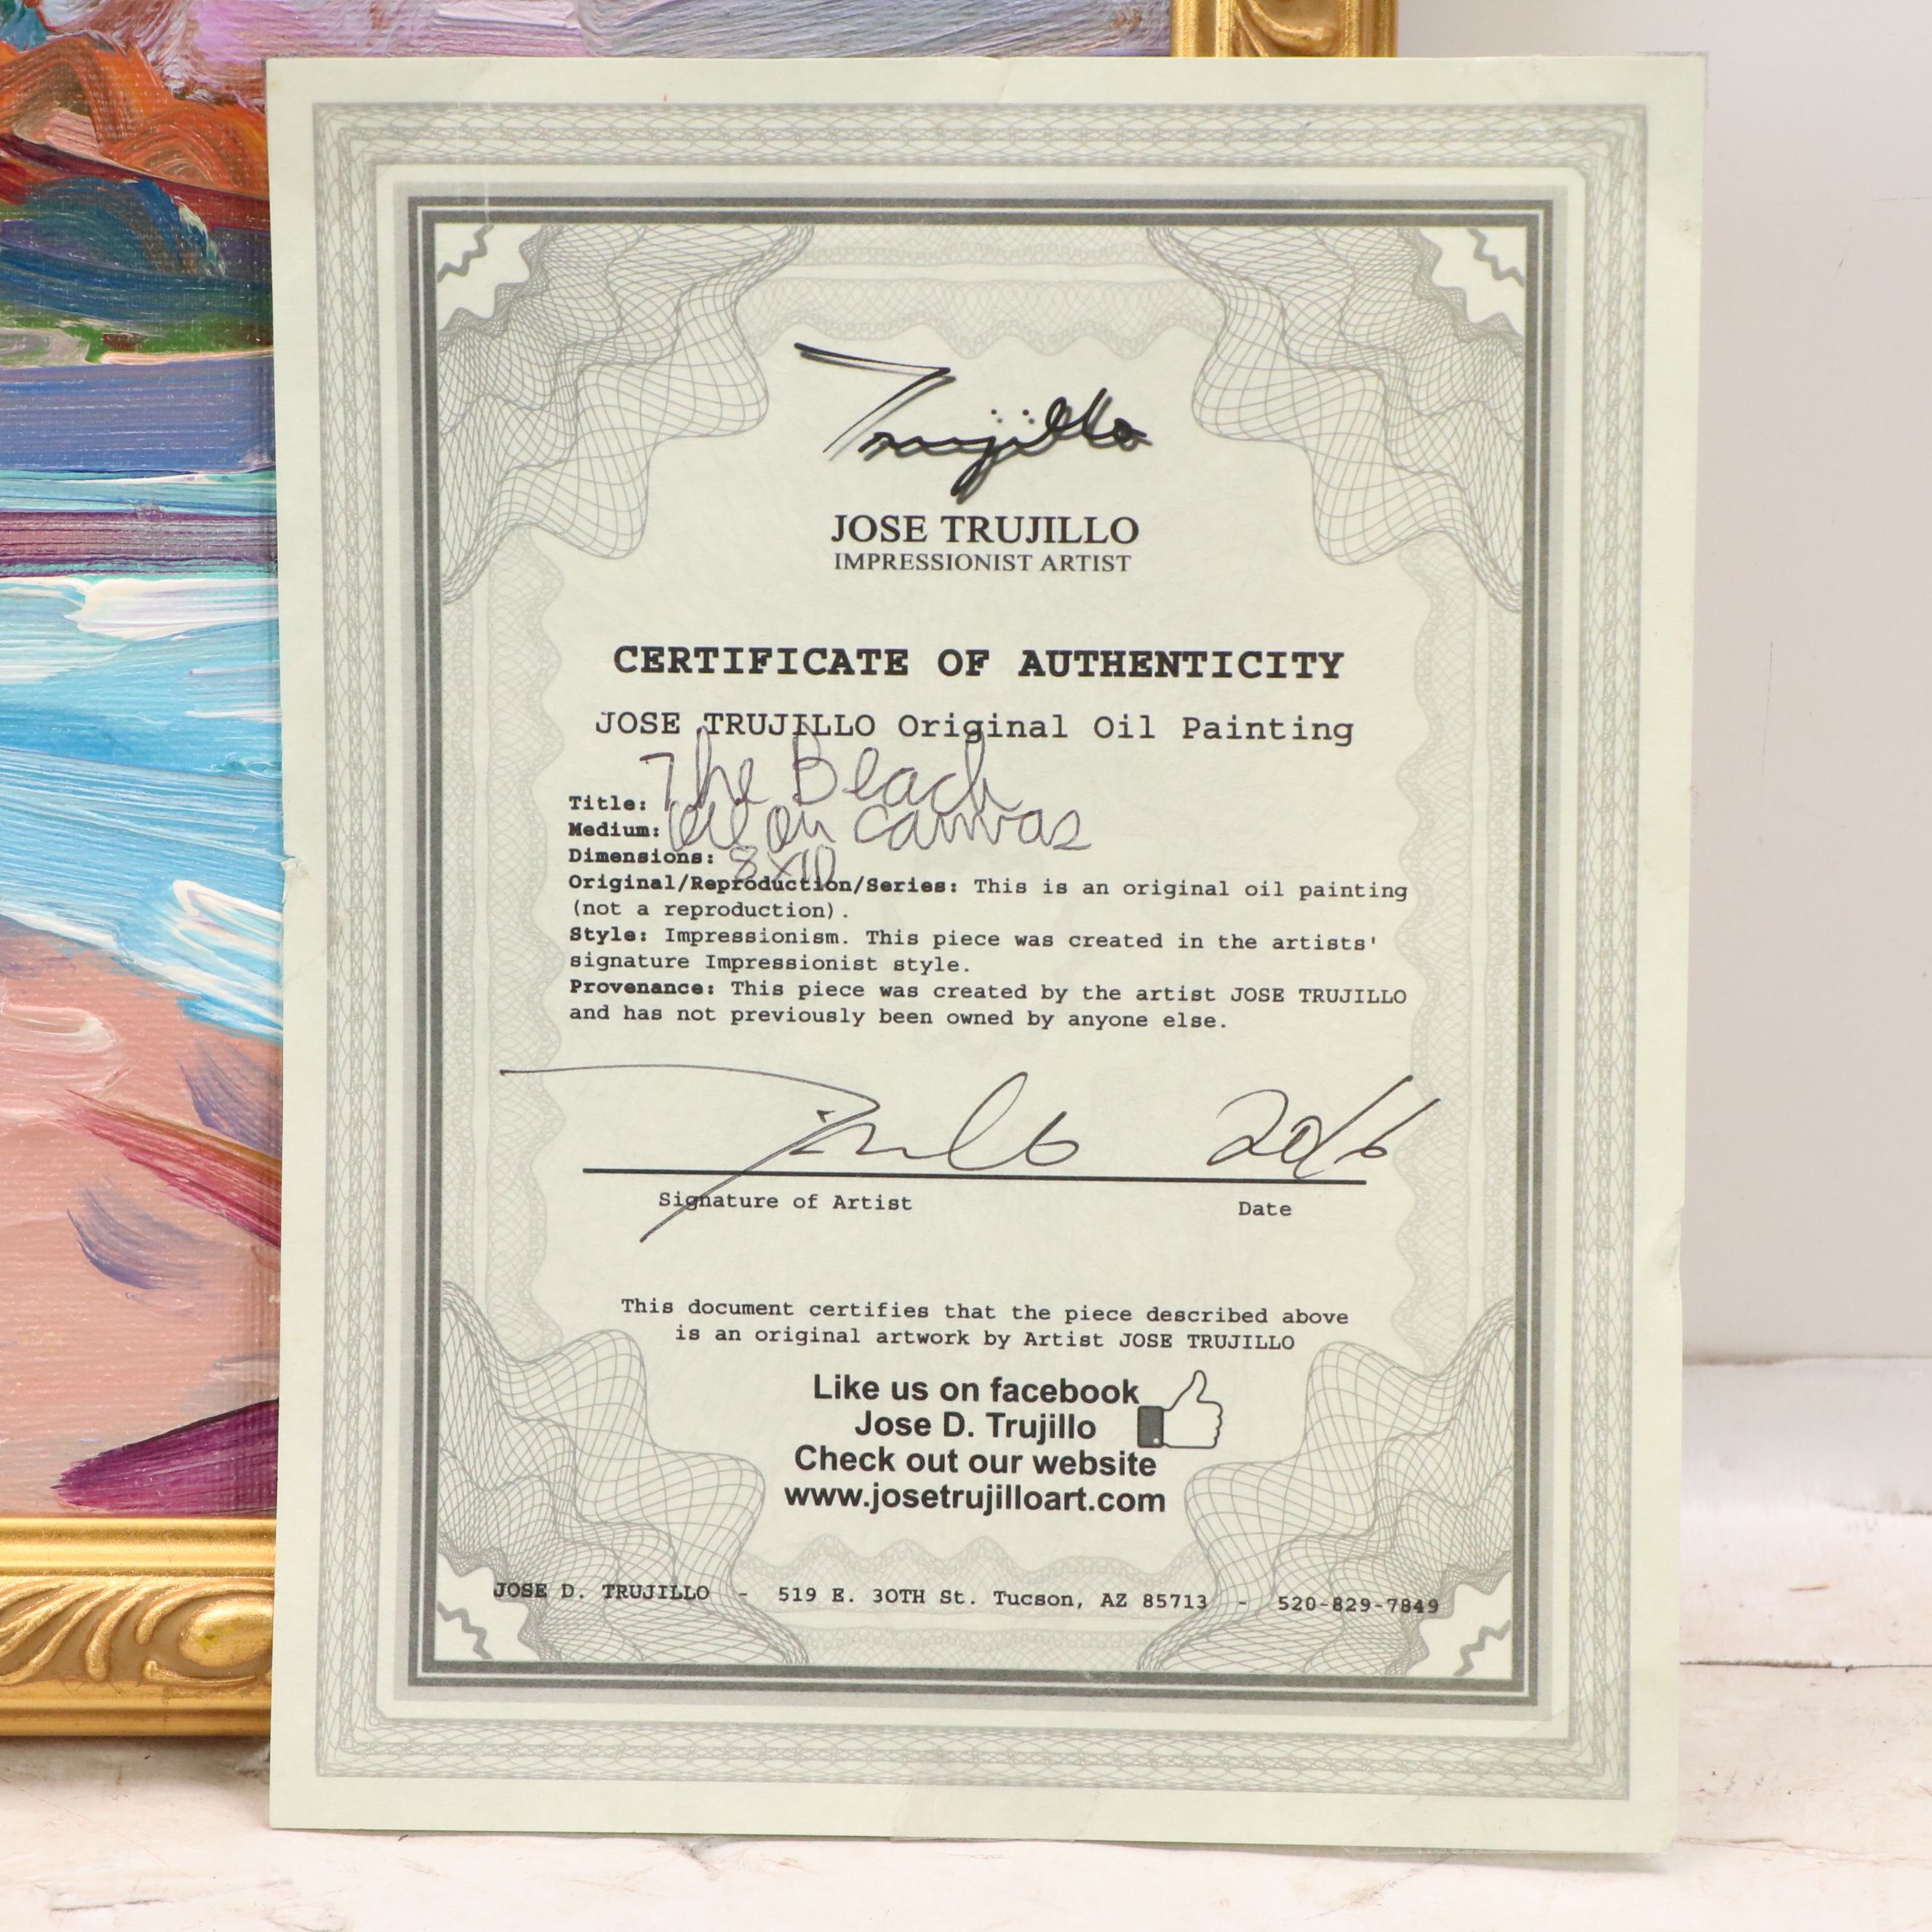 Trujillo
JOSE TRUJILLO
IMPRESSIONIST ARTIST
CERTIFICATE OF AUTHENTICITY
JOSE TRUJILLO Original Oil Painting
Title: The Beach
Medium: oil on canvas
Dimensions: 8x10
Original/Reproduction/Series: This is an original oil painting
(not a reproduction).
Style: Impressionism. This piece was created in the artists'
signature Impressionist style.
Provenance: This piece was created by the artist JOSE TRUJILLO
and has not previously been owned by anyone else.
Trujillo 2016
Signature of Artist Date
This document certifies that the piece described above
is an original artwork by Artist JOSE TRUJILLO
Like us on facebook
Jose D. Trujillo
Check out our website
www.josetrujilloart.com
JOSE D. TRUJILLO - 519 E. 30TH St. Tucson, AZ 85713 - 520-829-7849